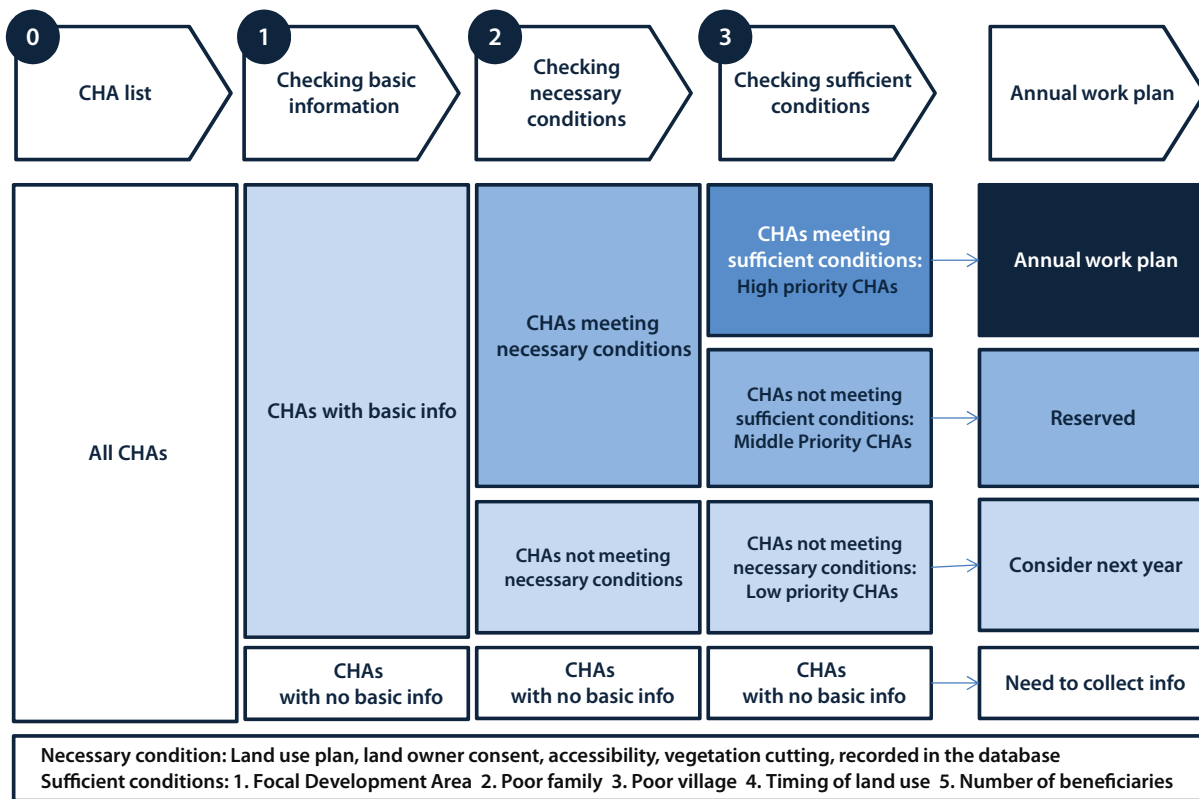 0
CHA list
1
Checking basic
information
2
Checking
necessary
conditions
3
Checking sufficient
conditions
Annual work plan
All CHAs
CHAs with basic info
CHAs meeting
necessary conditions
CHAs meeting
sufficient conditions:
High priority CHAs
Annual work plan
CHAs not meeting
sufficient conditions:
Middle Priority CHAs
Reserved
CHAs not meeting
necessary conditions
CHAs not meeting
necessary conditions:
Low priority CHAs
Consider next year
CHAs
with no basic info
CHAs
with no basic info
CHAs
with no basic info
Need to collect info
Necessary condition: Land use plan, land owner consent, accessibility, vegetation cutting, recorded in the database
Sufficient conditions: 1. Focal Development Area 2. Poor family 3. Poor village 4. Timing of land use 5. Number of beneficiaries